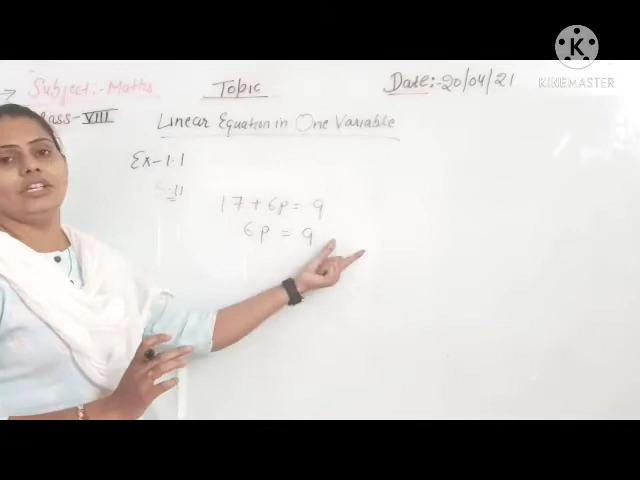 Subject:- Maths
Topic
Date:-20/04/21
Class-VIII
Linear Equation in One Variable
Ex-1.1
17 + 6p = 9
6p = 9
KINEMASTER